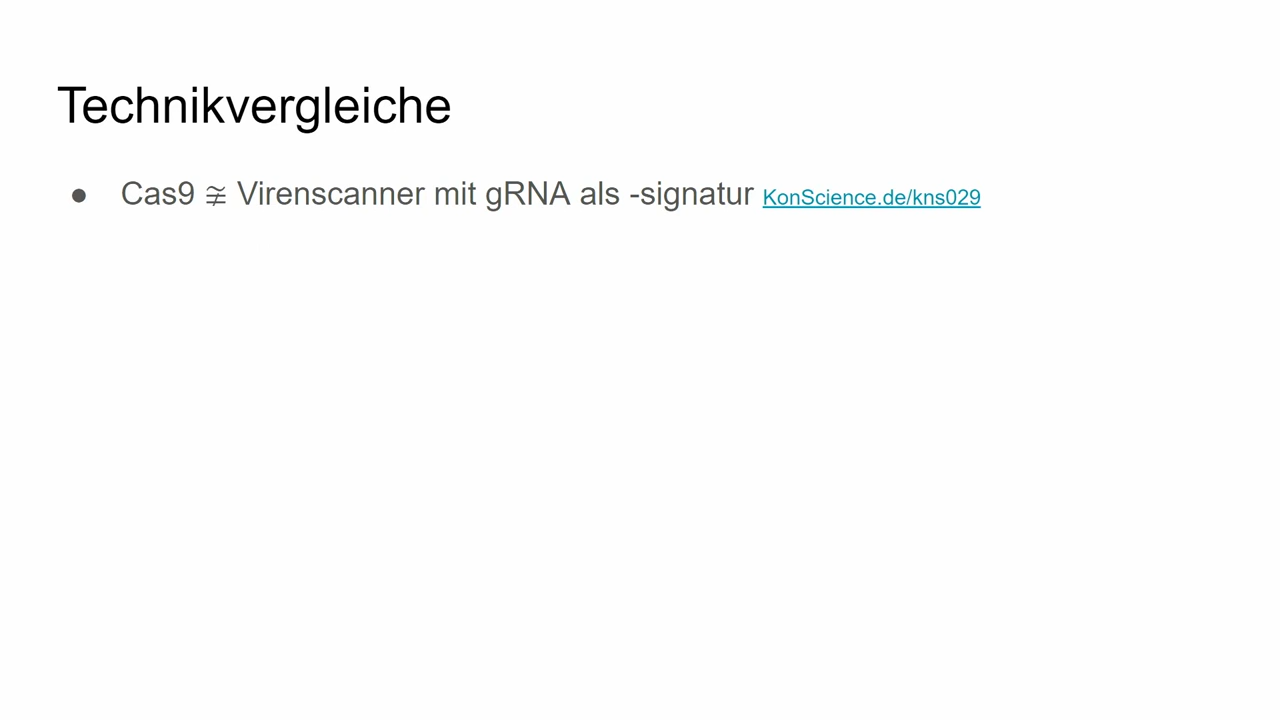 Technikvergleiche
● Cas9 ≆ Virenscanner mit gRNA als -signatur KonScience.de/kns029